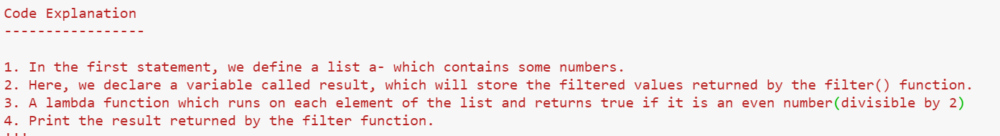 Code Explanation
-----------------
1. In the first statement, we define a list a- which contains some numbers.
2. Here, we declare a variable called result, which will store the filtered values returned by the filter() function.
3. A lambda function which runs on each element of the list and returns true if it is an even number(divisible by 2)
4. Print the result returned by the filter function.
'''